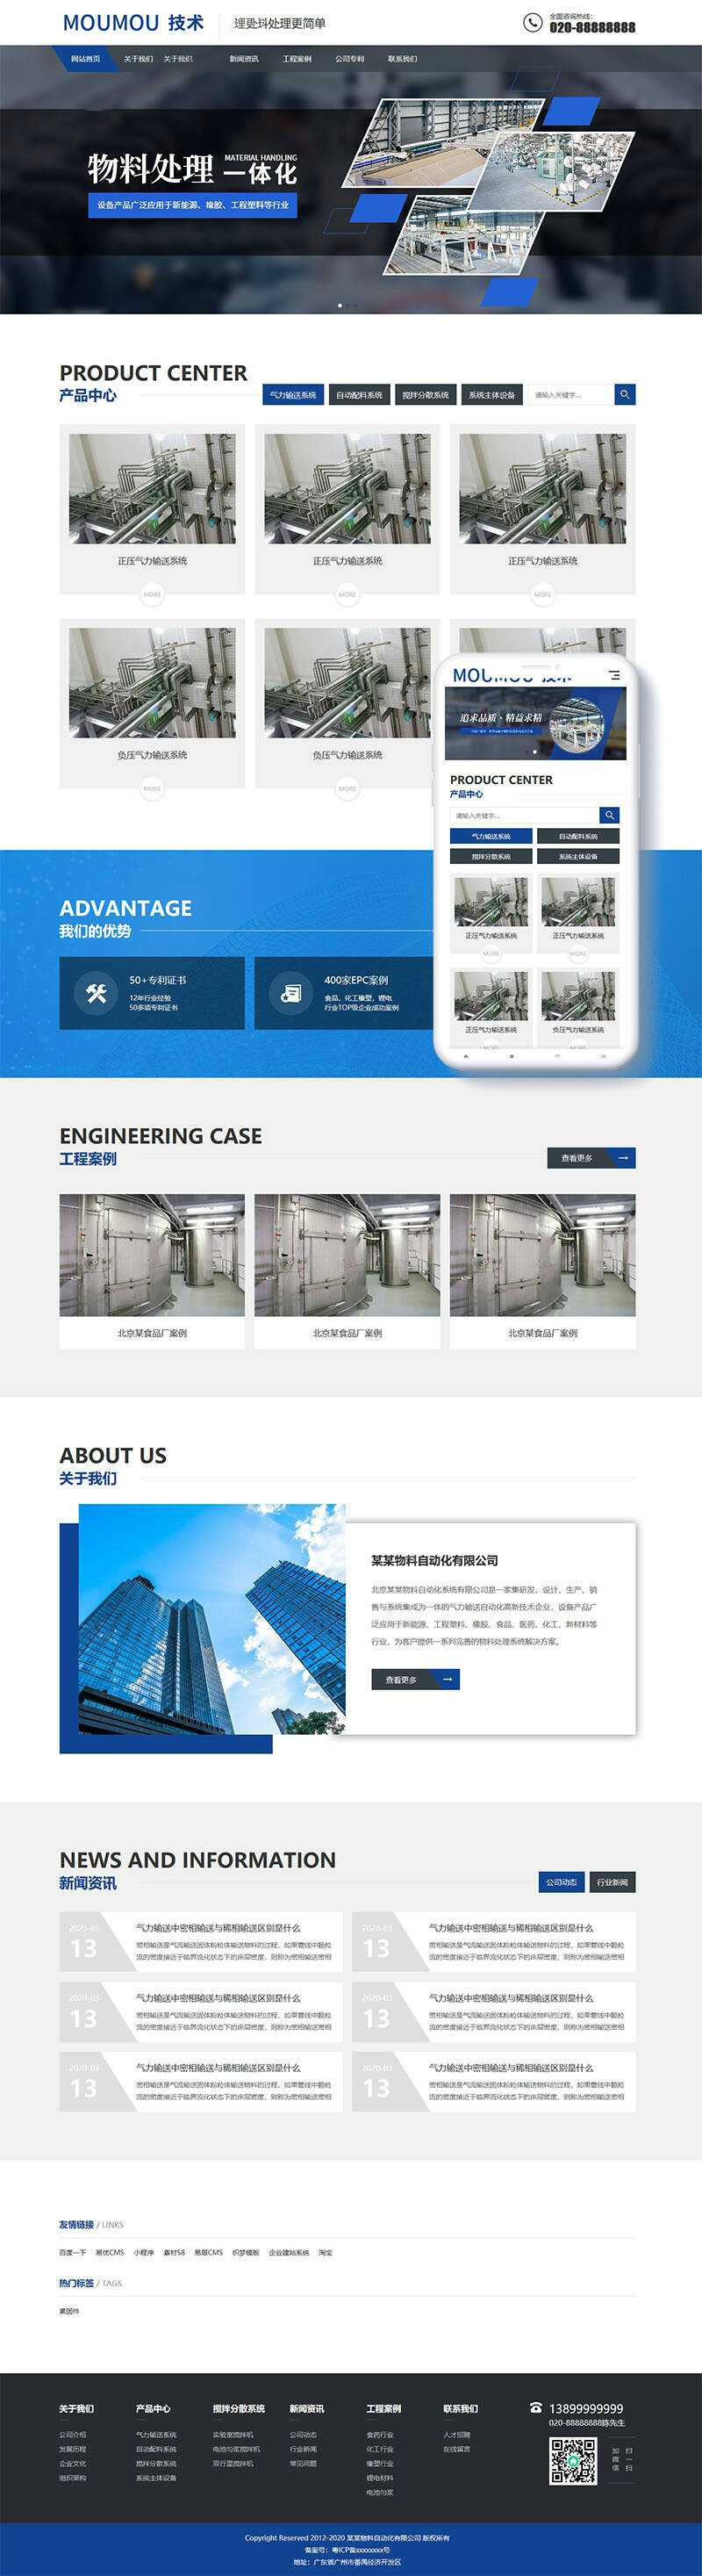 MOUMOU 技术
处理更简单
全国咨询热线:
020-88888888
网站首页 关于我们 关于我们 新闻资讯 工程案例 公司专利 联系我们
物料处理 MATERIAL HANDLING
一体化
设备产品广泛应用于新能源、橡胶、工程塑料等行业
PRODUCT CENTER
产品中心
气力输送系统 自动配料系统 搅拌分散系统 系统主体设备 请输入关键字...
正压气力输送系统 正压气力输送系统 正压气力输送系统
MORE MORE MORE
负压气力输送系统 负压气力输送系统
MORE MORE
MOUMOU 技术
追求品质·精益求精
PRODUCT CENTER
产品中心
请输入关键字...
气力输送系统 自动配料系统
搅拌分散系统 系统主体设备
正压气力输送系统 正压气力输送系统
MORE MORE
正压气力输送系统 负压气力输送系统
MORE MORE
ADVANTAGE
我们的优势
50+专利证书
12年行业经验
50多项专利证书
400家EPC案例
食品、化工橡塑，锂电
行业TOP级企业成功案例
ENGINEERING CASE
工程案例
查看更多
北京某食品厂案例 北京某食品厂案例 北京某食品厂案例
ABOUT US
关于我们
某某物料自动化有限公司
北京某某物料自动化系统有限公司是一家集研发、设计、生产、销
售与系统集成为一体的气力输送自动化高新技术企业，设备产品广
泛应用于新能源、工程塑料、橡胶、食品、医药、化工、新材料等
行业，为客户提供一系列完善的物料处理系统解决方案。
查看更多
NEWS AND INFORMATION
新闻资讯
公司动态 行业新闻
2020-03
13
气力输送中密相输送与稀相输送区别是什么
密相输送是气流输送固体粉粒体输送物料的过程，如果管线中颗粒
流的密度接近于临界流化状态下的床层密度，则称为密相输送密相
2020-03
13
气力输送中密相输送与稀相输送区别是什么
密相输送是气流输送固体粉粒体输送物料的过程，如果管线中颗粒
流的密度接近于临界流化状态下的床层密度，则称为密相输送密相
2020-03
13
气力输送中密相输送与稀相输送区别是什么
密相输送是气流输送固体粉粒体输送物料的过程，如果管线中颗粒
流的密度接近于临界流化状态下的床层密度，则称为密相输送密相
2020-03
13
气力输送中密相输送与稀相输送区别是什么
密相输送是气流输送固体粉粒体输送物料的过程，如果管线中颗粒
流的密度接近于临界流化状态下的床层密度，则称为密相输送密相
2020-03
13
气力输送中密相输送与稀相输送区别是什么
密相输送是气流输送固体粉粒体输送物料的过程，如果管线中颗粒
流的密度接近于临界流化状态下的床层密度，则称为密相输送密相
2020-03
13
气力输送中密相输送与稀相输送区别是什么
密相输送是气流输送固体粉粒体输送物料的过程，如果管线中颗粒
流的密度接近于临界流化状态下的床层密度，则称为密相输送密相
友情链接 / LINKS
百度一下 易优CMS 小程序 素材58 易居CMS 织梦模板 企业建站系统 淘宝
热门标签 / TAGS
紧固件
关于我们 产品中心 搅拌分散系统 新闻资讯 工程案例 联系我们
公司介绍 气力输送系统 实验室搅拌机 公司动态 食药行业 人才招聘
发展历程 自动配料系统 电池匀浆搅拌机 行业新闻 化工行业 在线留言
企业文化 搅拌分散系统 双行星搅拌机 常见问题 橡塑行业
组织架构 系统主体设备 锂电材料
电池匀浆
13899999999
020-88888888陈先生
扫一扫
加微信
Copyright Reserved 2012-2020 某某物料自动化有限公司 版权所有
备案号：粤ICP备xxxxxxxx号
地址：广东省广州市番禺经济开发区